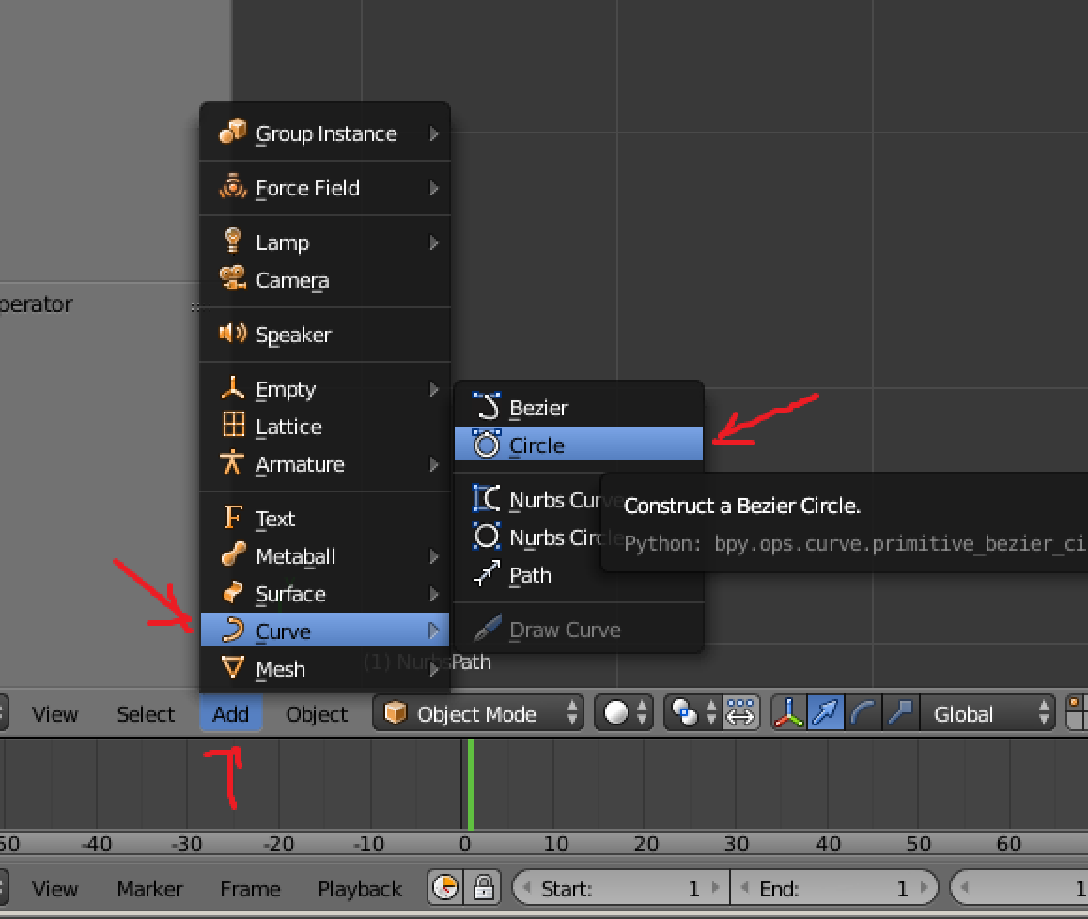 Group Instance
Force Field
Lamp
Camera
perator
Speaker
Empty
Lattice
Armature
Text
Metaball
Surface
Curve
Mesh
Bezier
Circle
Nurbs Curve
Nurbs Circle
Path
Draw Curve
Construct a Bezier Circle.
Python: bpy.ops.curve.primitive_bezier_ci
(1) NurbsPath
View Select Add Object Object Mode Global
50 -40 -30 -20 -10 0 10 20 30 40 50 60
View Marker Frame Playback Start: 1 End: 1 1